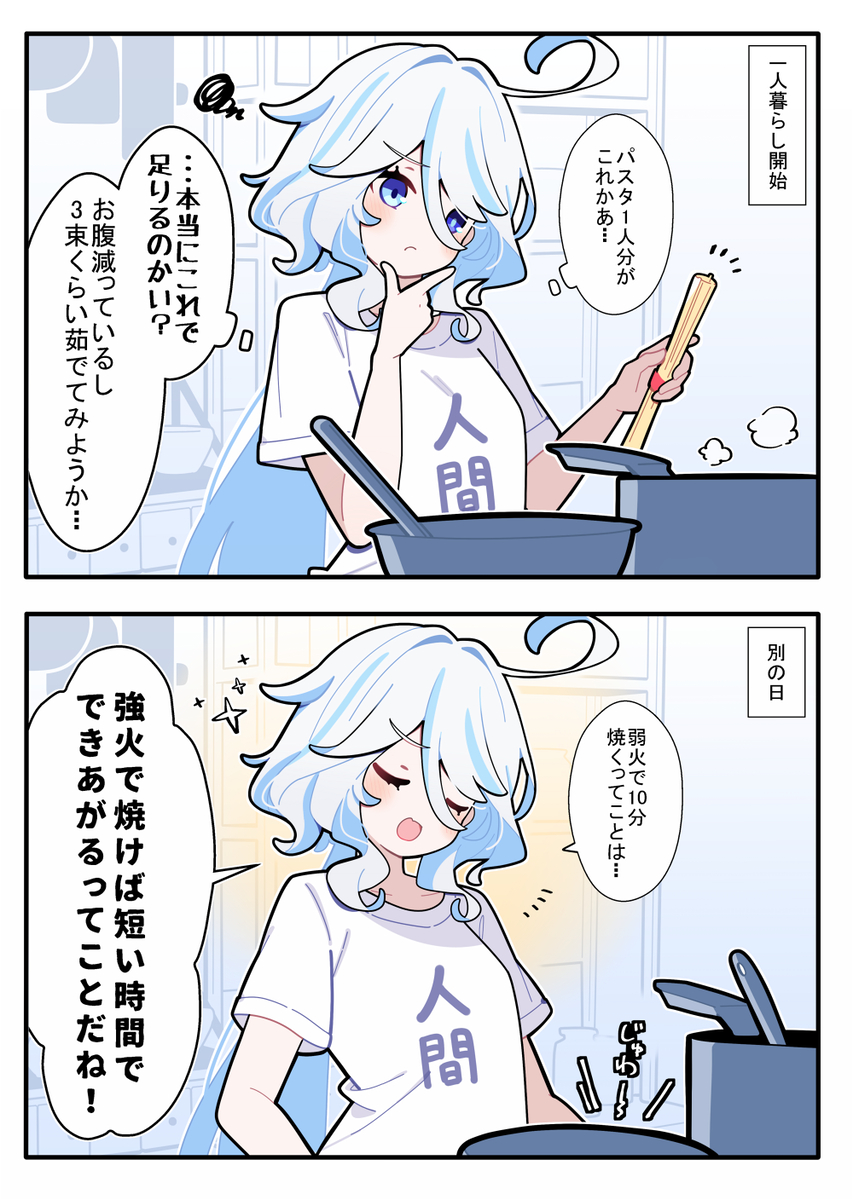 一人暮らし開始
パスタ1人分が
これかぁ…
…本当にこれで
足りるのかい?
お腹減っているし
3束くらい茹でてみようか…
人
間
別の日
弱火で10分
焼くってことは…
強火で焼けば短い時間で
できあがるってことだね!
人
間
じゅわ〜